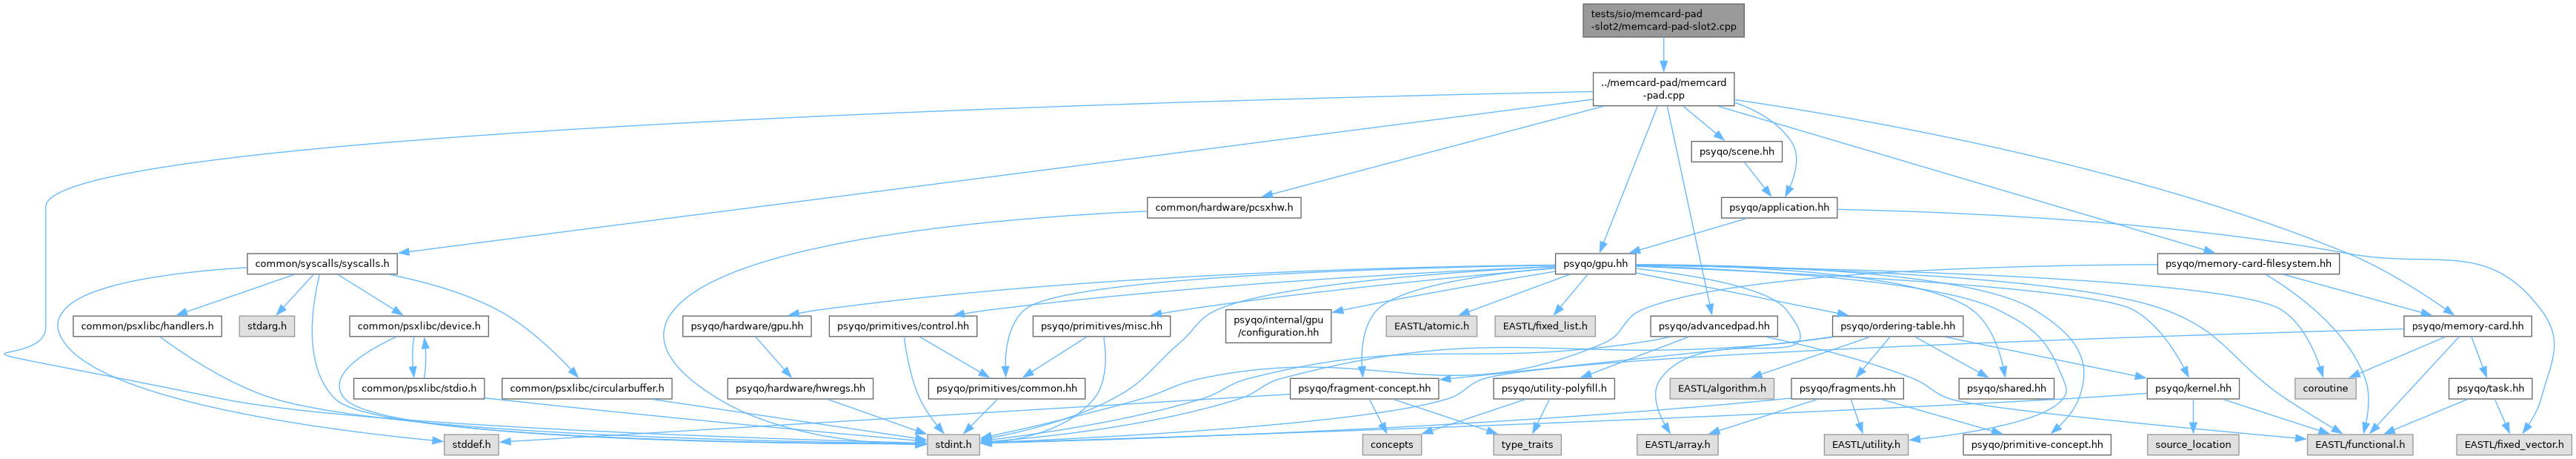 tests/sio/memcard-pad
-slot2/memcard-pad-slot2.cpp
../memcard-pad/memcard
-pad.cpp
psyqo/scene.hh
common/hardware/pcsxhw.h
psyqo/application.hh
common/syscalls/syscalls.h
psyqo/gpu.hh
psyqo/memory-card-filesystem.hh
common/psxlibc/handlers.h
stdarg.h
common/psxlibc/device.h
psyqo/hardware/gpu.hh
psyqo/primitives/control.hh
psyqo/primitives/misc.hh
psyqo/internal/gpu
/configuration.hh
EASTL/atomic.h
EASTL/fixed_list.h
psyqo/advancedpad.hh
psyqo/ordering-table.hh
psyqo/memory-card.hh
common/psxlibc/stdio.h
common/psxlibc/circularbuffer.h
psyqo/hardware/hwregs.hh
psyqo/primitives/common.hh
psyqo/fragment-concept.hh
psyqo/utility-polyfill.h
EASTL/algorithm.h
psyqo/fragments.hh
psyqo/shared.hh
psyqo/kernel.hh
coroutine
psyqo/task.hh
stddef.h
stdint.h
concepts
type_traits
EASTL/array.h
EASTL/utility.h
psyqo/primitive-concept.hh
source_location
EASTL/functional.h
EASTL/fixed_vector.h